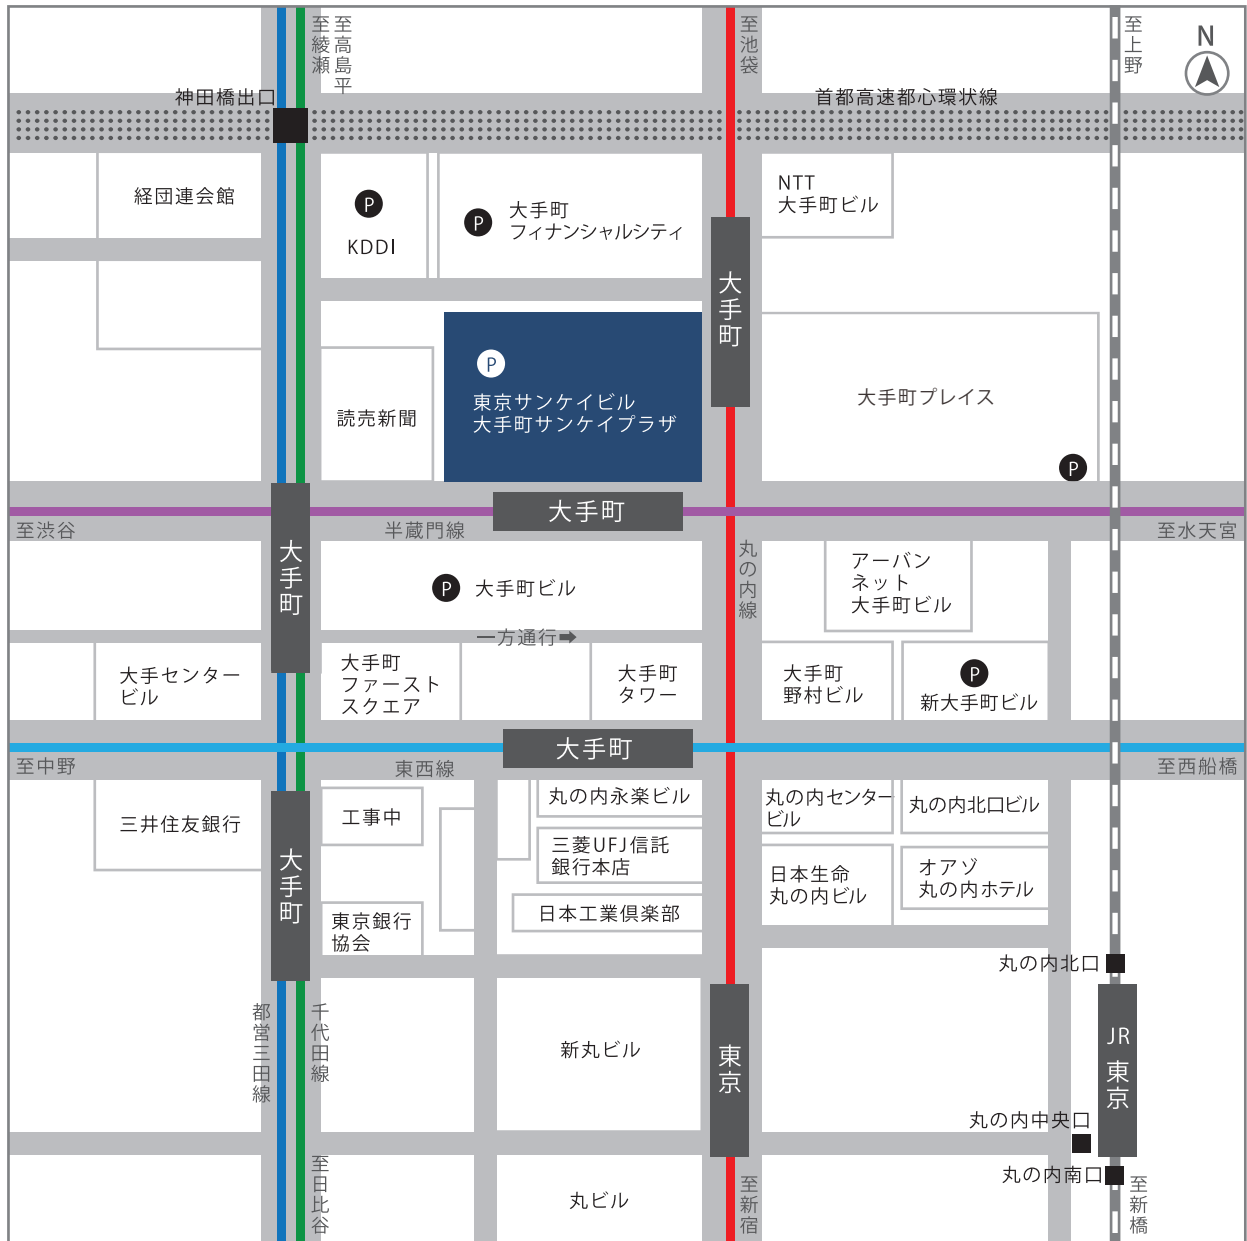 至綾瀬
至高島平
至池袋
至上野
N
神田橋出口
首都高速都心環状線
経団連会館
P
KDDI
P
大手町
フィナンシャルシティ
NTT
大手町ビル
大手町
P
東京サンケイビル
大手町サンケイプラザ
読売新聞
大手町プレイス
P
大手町
至渋谷
半蔵門線
至水天宮
大手町
丸の内線
P
大手町ビル
アーバン
ネット
大手町ビル
一方通行
大手センター
ビル
大手町
ファースト
スクエア
大手町
タワー
大手町
野村ビル
P
新大手町ビル
大手町
至中野
東西線
至西船橋
三井住友銀行
工事中
丸の内永楽ビル
丸の内センター
ビル
丸の内北口ビル
大手町
三菱UFJ信託
銀行本店
日本生命
丸の内ビル
オアゾ
丸の内ホテル
東京銀行
協会
日本工業倶楽部
丸の内北口
都営三田線
千代田線
新丸ビル
東京
JR
東京
丸の内中央口
丸の内南口
至日比谷
丸ビル
至新宿
至新橋